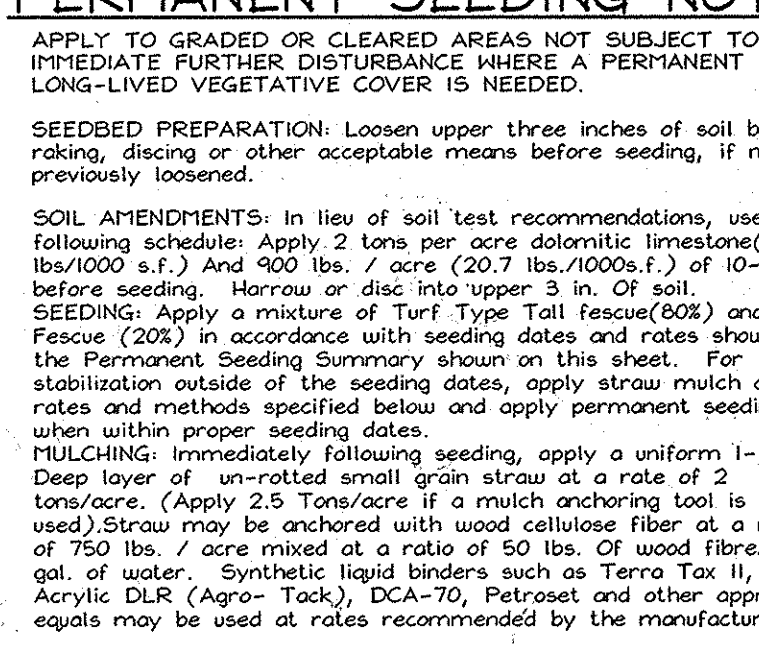 PERMANENT SEEDING NOT
APPLY TO GRADED OR CLEARED AREAS NOT SUBJECT TO
IMMEDIATE FURTHER DISTURBANCE WHERE A PERMANENT
LONG-LIVED VEGETATIVE COVER IS NEEDED.
SEEDBED PREPARATION: Loosen upper three inches of soil b
raking, discing or other acceptable means before seeding, if n
previously loosened.
SOIL AMENDMENTS: In lieu of soil test recommendations, use
following schedule: Apply 2 tons per acre dolomitic limestone(
lbs/1000 s.f.) And 900 lbs. / acre (20.7 lbs./1000s.f.) of 10-
before seeding. Harrow or disc into upper 3 in. Of soil.
SEEDING: Apply a mixture of Turf Type Tall fescue(80%) and
Fescue (20%) in accordance with seeding dates and rates show
the Permanent Seeding Summary shown on this sheet. For
stabilization outside of the seeding dates, apply straw mulch a
rates and methods specified below and apply permanent seedi
when within proper seeding dates.
MULCHING: Immediately following seeding, apply a uniform 1-
Deep layer of un-rotted small grain straw at a rate of 2
tons/acre. (Apply 2.5 Tons/acre if a mulch anchoring tool is
used).Straw may be anchored with wood cellulose fiber at a r
of 750 lbs. / acre mixed at a ratio of 50 lbs. Of wood fibre
gal. of water. Synthetic liquid binders such as Terra Tax II,
Acrylic DLR (Agro- Tack), DCA-70, Petroset and other appr
equals may be used at rates recommended by the manufactur